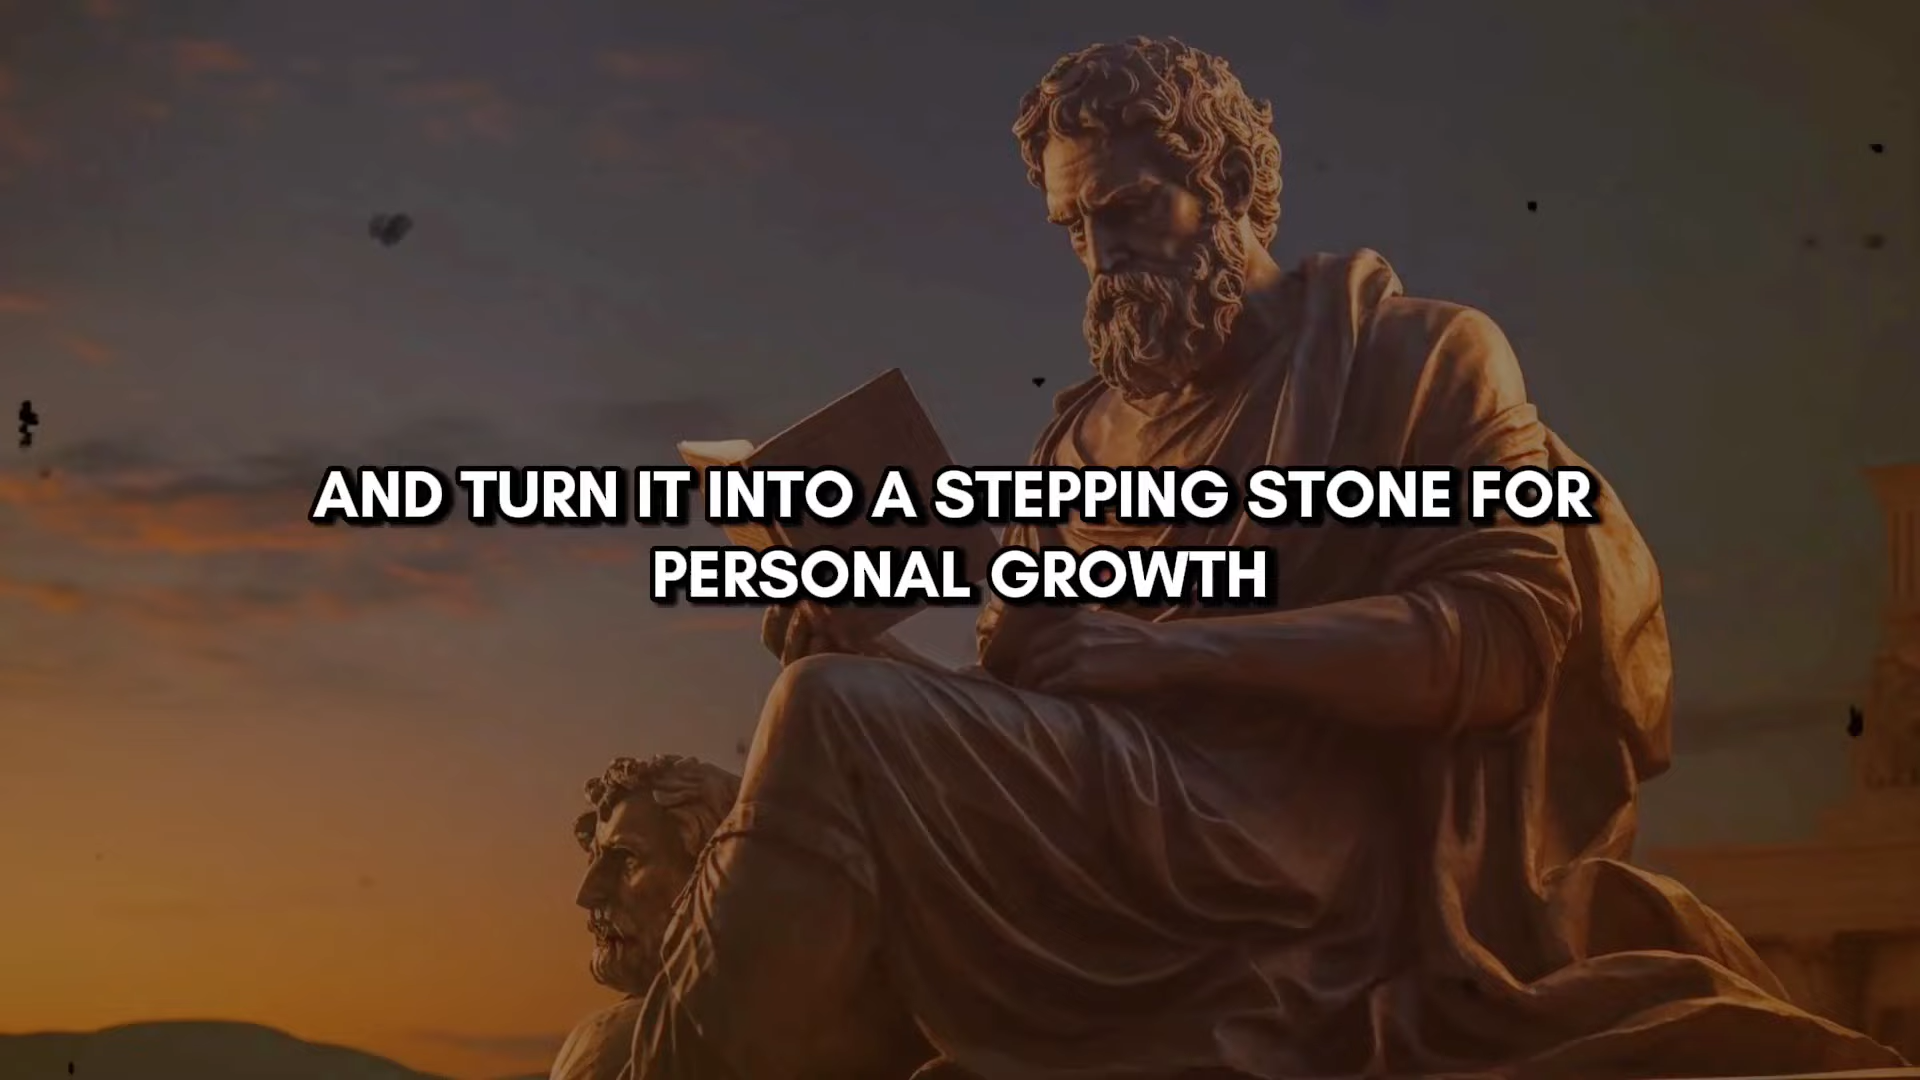 AND TURN IT INTO A STEPPING STONE FOR
PERSONAL GROWTH